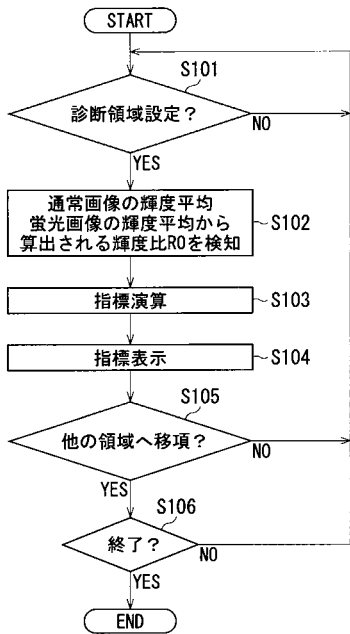 START
S101
診断領域設定?
NO
YES
通常画像の輝度平均
蛍光画像の輝度平均から
算出される輝度比R0を検知
S102
指標演算
S103
指標表示
S104
S105
他の領域へ移項?
NO
YES
S106
終了?
NO
YES
END